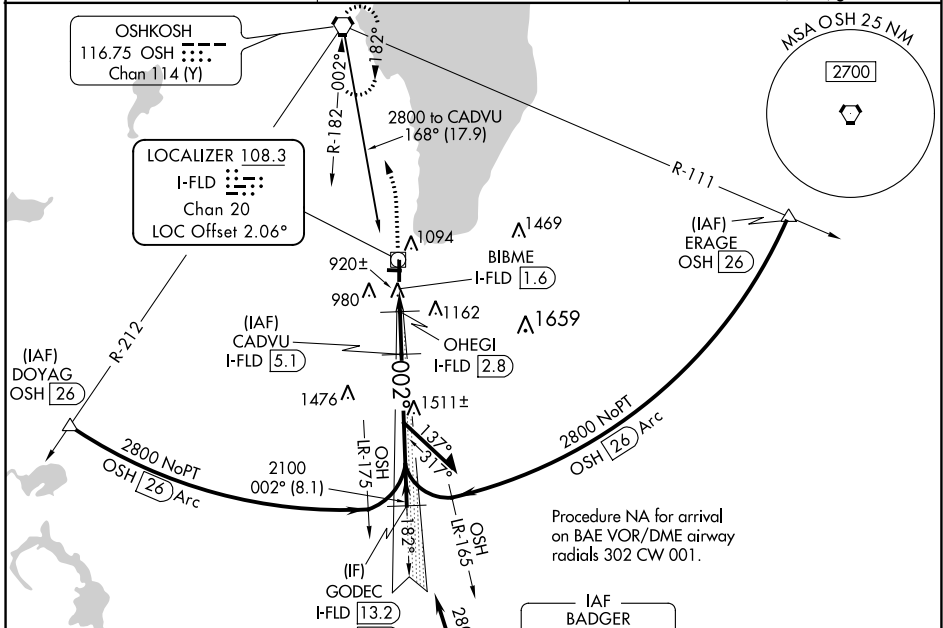 OSHKOSH
116.75 OSH
Chan 114 (Y)
MSA OSH 25 NM
2700
182°
002°
R-182
2800 to CADVU
168° (17.9)
LOCALIZER 108.3
I-FLD
Chan 20
LOC Offset 2.06°
R-111
(IAF)
ERAGE
OSH 26
1094
1469
BIBME
I-FLD 1.6
920±
980
1162
1659
OHEGI
I-FLD 2.8
(IAF)
CADVU
I-FLD 5.1
R-212
(IAF)
DOYAG
OSH 26
002°
1476
1511±
137°
317°
2800 NoPT
OSH 26 Arc
2800 NoPT
OSH 26 Arc
2100
002° (8.1)
OSH
LR-175
OSH
LR-165
182°
Procedure NA for arrival
on BAE VOR/DME airway
radials 302 CW 001.
(IF)
GODEC
I-FLD 13.2
IAF
BADGER